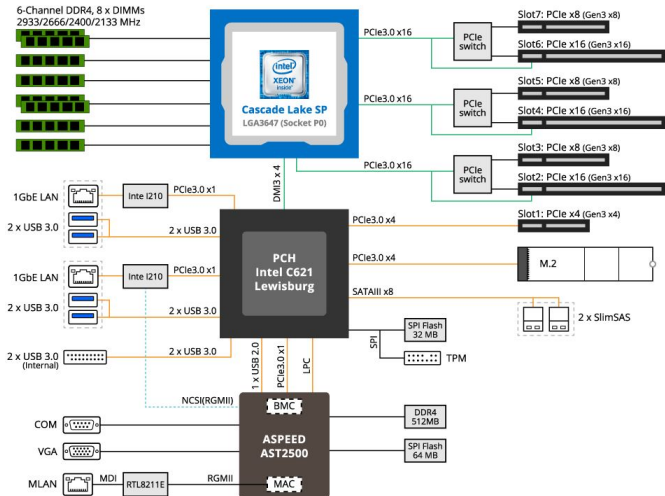 6-Channel DDR4, 8 x DIMMs
2933/2666/2400/2133 MHz
intel
XEON
inside™
Cascade Lake SP
LGA3647 (Socket P0)
PCIe3.0 x16
PCIe
switch
Slot7: PCIe x8 (Gen3 x8)
Slot6: PCIe x16 (Gen3 x16)
PCIe3.0 x16
PCIe
switch
Slot5: PCIe x8 (Gen3 x8)
Slot4: PCIe x16 (Gen3 x16)
PCIe3.0 x16
PCIe
switch
Slot3: PCIe x8 (Gen3 x8)
Slot2: PCIe x16 (Gen3 x16)
DMI3 x 4
1GbE LAN
Inte I210
PCIe3.0 x1
2 x USB 3.0
2 x USB 3.0
1GbE LAN
Inte I210
PCIe3.0 x1
2 x USB 3.0
2 x USB 3.0
2 x USB 3.0
(Internal)
2 x USB 3.0
PCH
Intel C621
Lewisburg
PCIe3.0 x4
Slot1: PCIe x4 (Gen3 x4)
PCIe3.0 x4
M.2
SATAIII x8
2 x SlimSAS
SPI
SPI Flash
32 MB
TPM
1 x USB 2.0
PCIe3.0 x1
LPC
NCSI(RGMII)
BMC
ASPEED
AST2500
MAC
DDR4
512MB
SPI Flash
64 MB
COM
VGA
MLAN
MDI
RTL8211E
RGMII